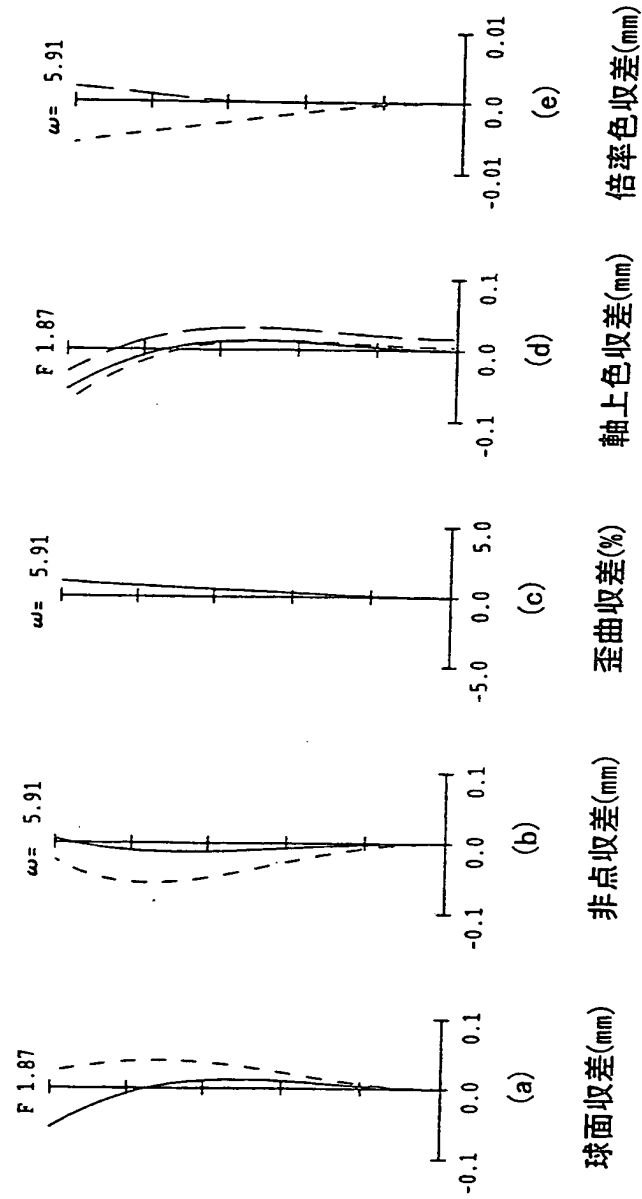 F 1.87
-0.1 0.0 0.1
(a)
球面収差(mm)
ω= 5.91
-0.1 0.0 0.1
(b)
非点収差(mm)
ω= 5.91
-5.0 0.0 5.0
(c)
歪曲収差(%)
F 1.87
-0.1 0.0 0.1
(d)
軸上色収差(mm)
ω= 5.91
-0.01 0.0 0.01
(e)
倍率色収差(mm)